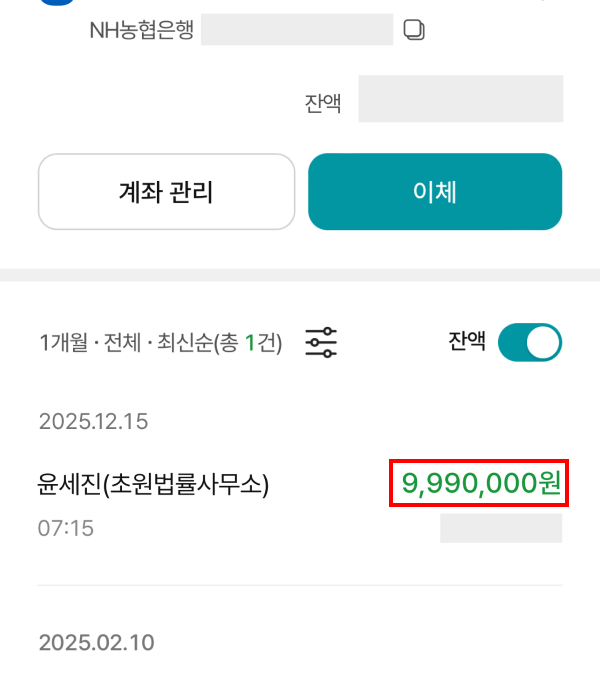 NH농협은행
잔액
계좌 관리
이체
1개월 · 전체 · 최신순(총 1건)
잔액
2025.12.15
윤세진(초원법률사무소)
9,990,000원
07:15
2025.02.10